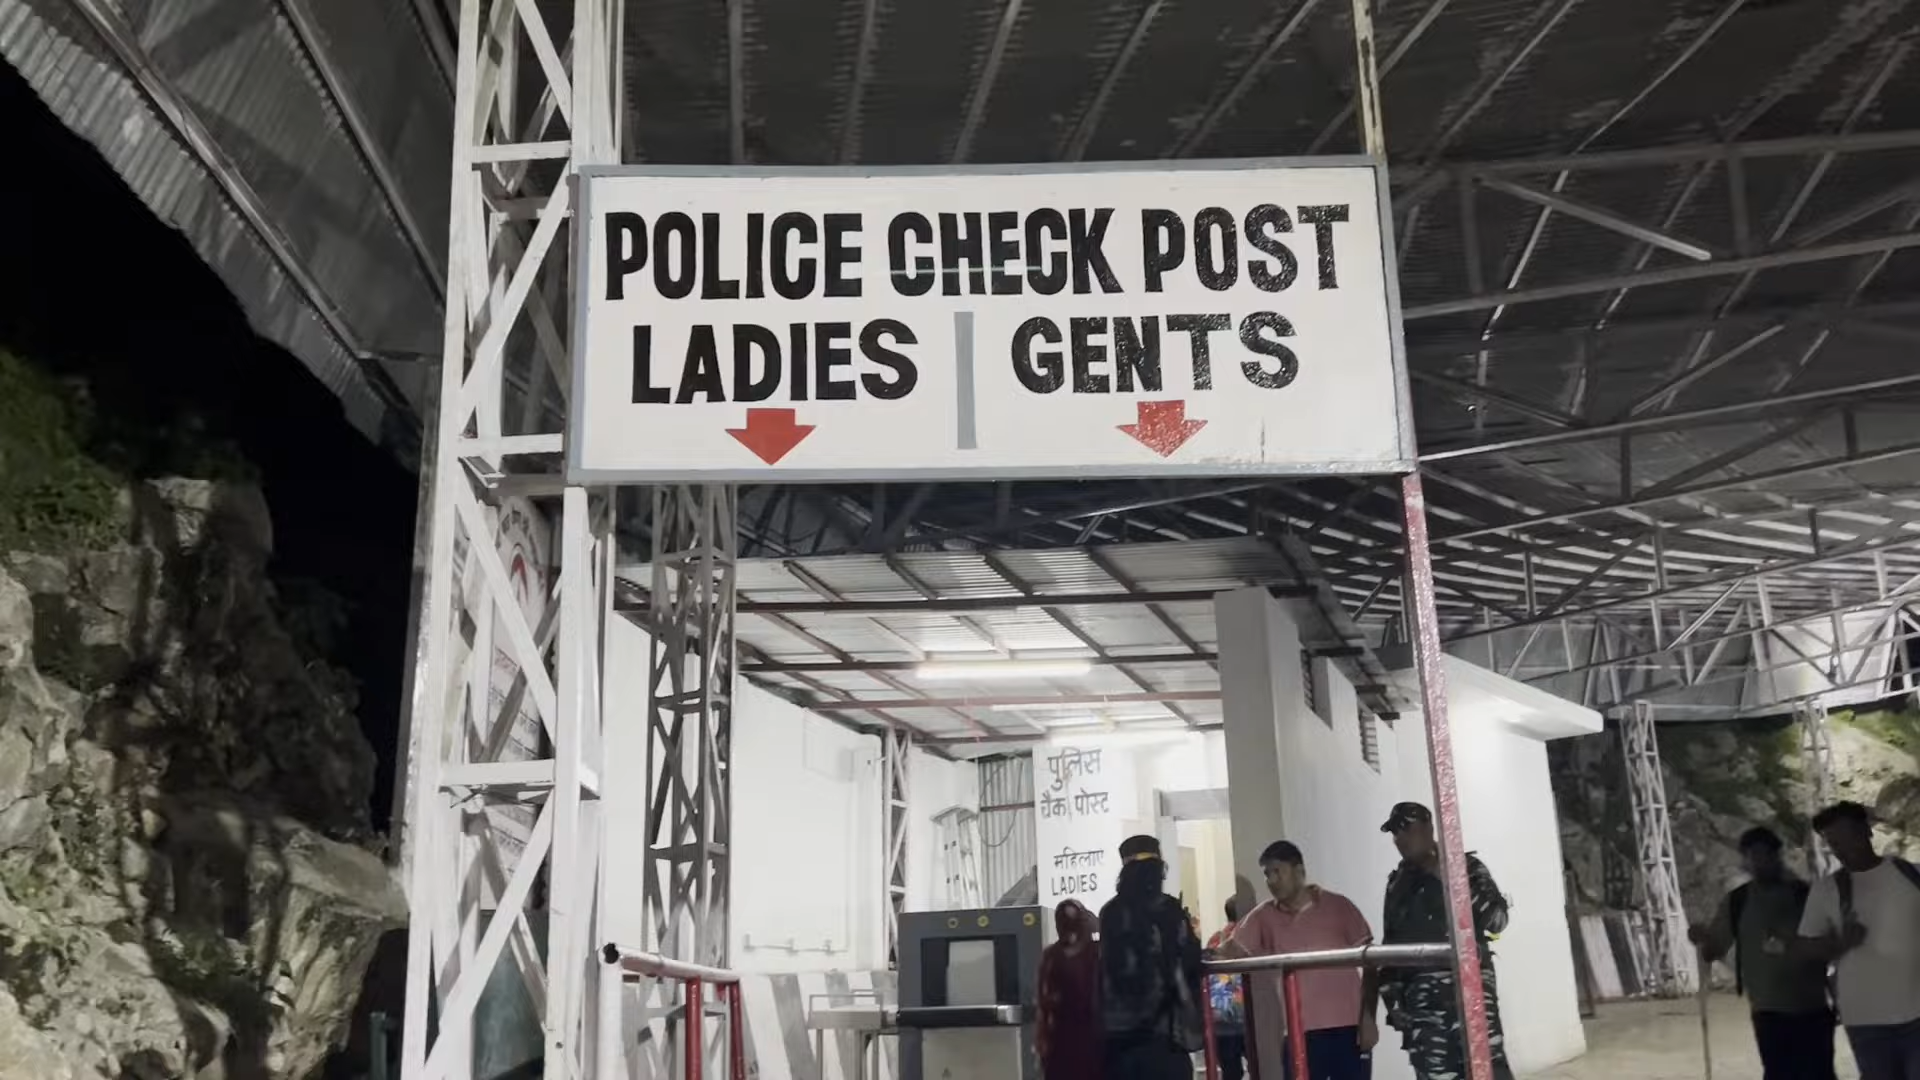 POLICE CHECK POST
LADIES | GENTS
पुलिस
चैक पोस्ट
महिलाएं
LADIES